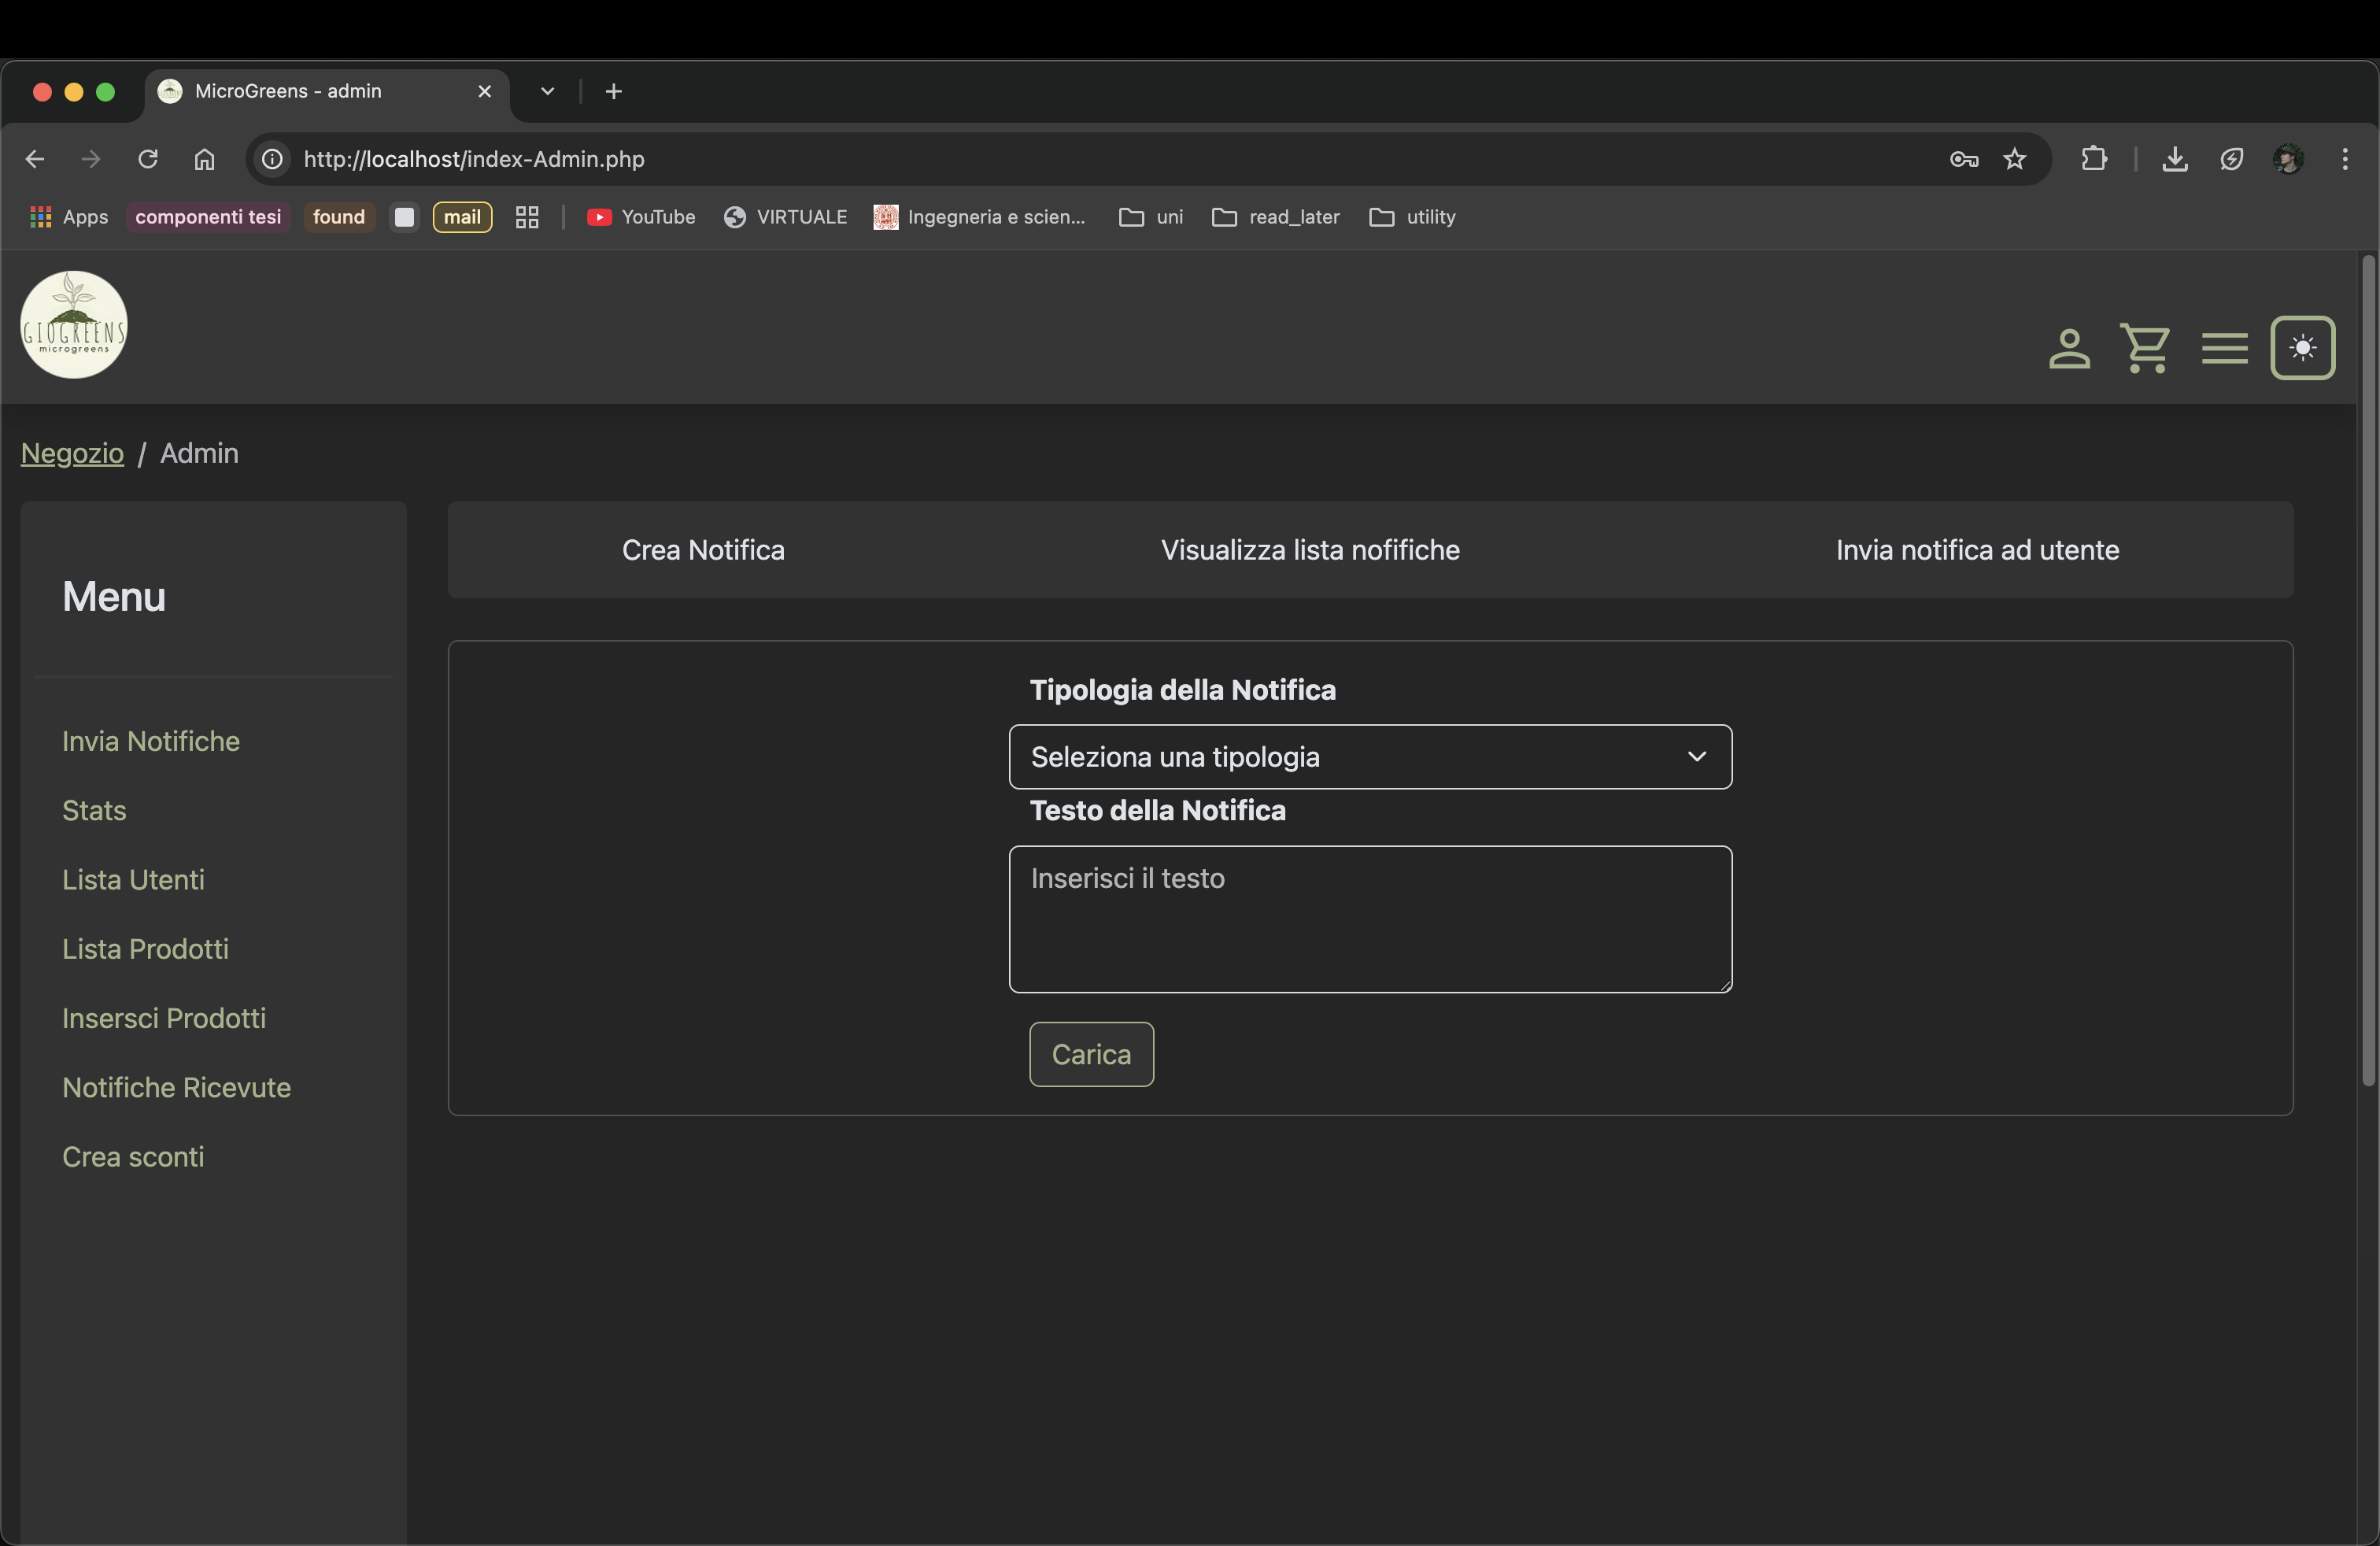 MicroGreens - admin
http://localhost/index-Admin.php
Apps componenti tesi found mail YouTube VIRTUALE Ingegneria e scien... uni read_later utility
GIOGREENS
microgreens
Negozio / Admin
Menu
Invia Notifiche
Stats
Lista Utenti
Lista Prodotti
Insersci Prodotti
Notifiche Ricevute
Crea sconti
Crea Notifica Visualizza lista nofifiche Invia notifica ad utente
Tipologia della Notifica
Seleziona una tipologia
Testo della Notifica
Inserisci il testo
Carica